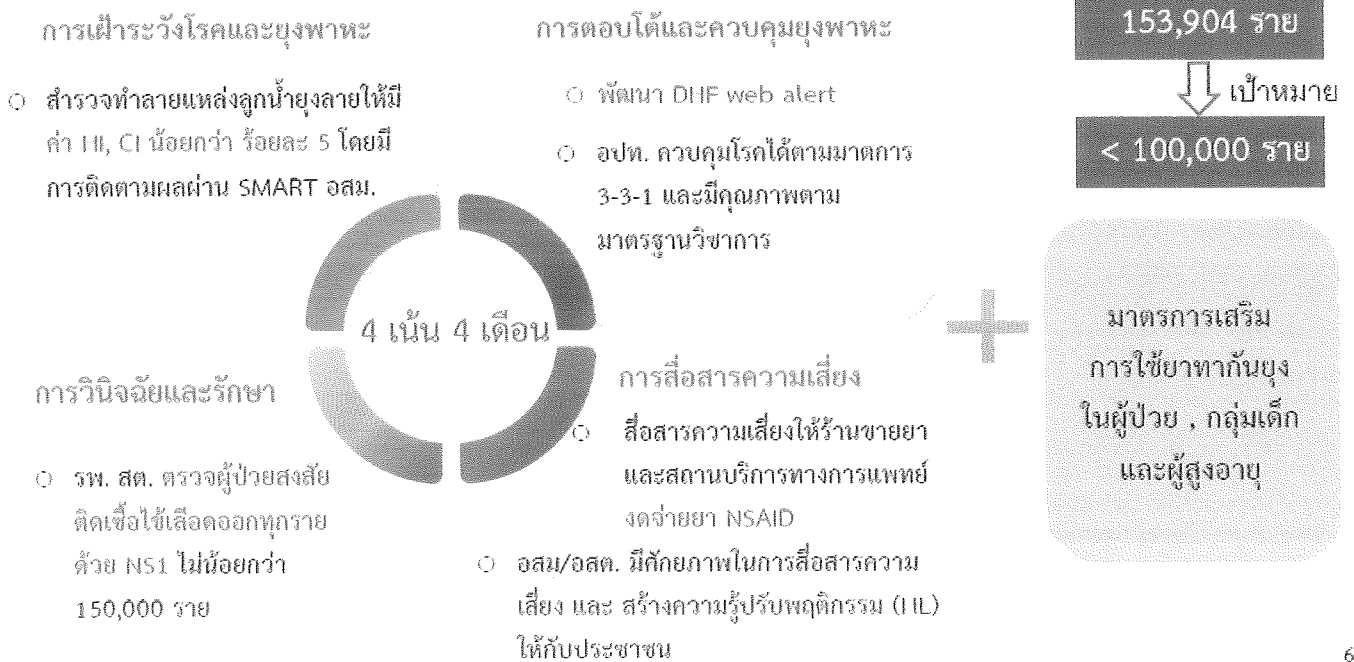 การเฝ้าระวังโรคและยุงพาหะ
สำรวจทำลายแหล่งลูกน้ำยุงลายให้มี
ค่า HI, CI น้อยกว่า ร้อยละ 5 โดยมี
การติดตามผลผ่าน SMART อสม.
การตอบโต้และควบคุมยุงพาหะ
พัฒนา DHF web alert
อปท. ควบคุมโรคได้ตามมาตการ
3-3-1 และมีคุณภาพตาม
มาตรฐานวิชาการ
153,904 ราย
เป้าหมาย
< 100,000 ราย
4 เน้น 4 เดือน
การวินิจฉัยและรักษา
รพ. สต. ตรวจผู้ป่วยสงสัย
ติดเชื้อไข้เลือดออกทุกราย
ด้วย NS1 ไม่น้อยกว่า
150,000 ราย
การสื่อสารความเสี่ยง
สื่อสารความเสี่ยงให้ร้านขายยา
และสถานบริการทางการแพทย์
งดจ่ายยา NSAID
อสม/อสต. มีศักยภาพในการสื่อสารความ
เสี่ยง และ สร้างความรู้ปรับพฤติกรรม (HL)
ให้กับประชาชน
+
มาตรการเสริม
การใช้ยาทากันยุง
ในผู้ป่วย , กลุ่มเด็ก
และผู้สูงอายุ
6